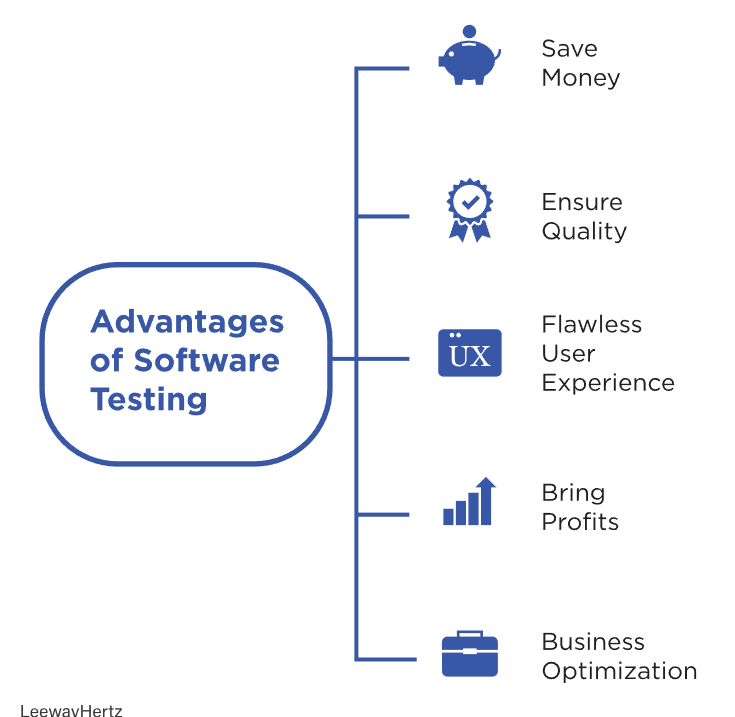 Save
Money
Ensure
Quality
Advantages
of Software
Testing
Flawless
User
Experience
UX
Bring
Profits
Business
Optimization
LeewayHertz